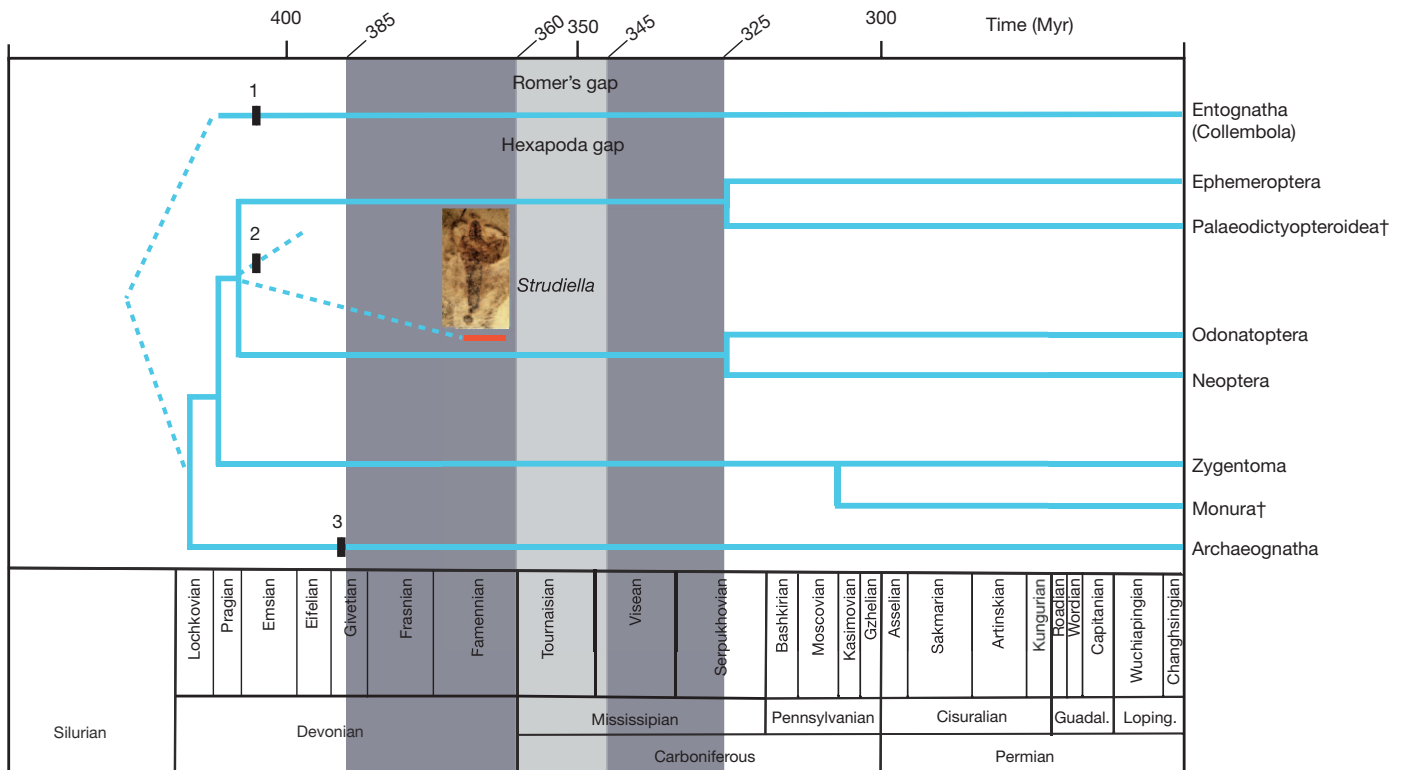 400
385
360
350
345
325
300
Time (Myr)
Romer's gap
1
Entognatha
(Collembola)
Hexapoda gap
Ephemeroptera
2
Palaeodictyopteroidea†
Strudiella
Odonatoptera
Neoptera
Zygentoma
Monura†
3
Archaeognatha
Lochkovian
Pragian
Emsian
Eifelian
Givetian
Frasnian
Famennian
Tournaisian
Visean
Serpukhovian
Bashkirian
Moscovian
Kasimovian
Gzhelian
Asselian
Sakmarian
Artinskian
Kungurian
Roadian
Wordian
Capitanian
Wuchiapingian
Changhsingian
Silurian
Devonian
Mississipian
Pennsylvanian
Cisuralian
Guadal.
Loping.
Carboniferous
Permian